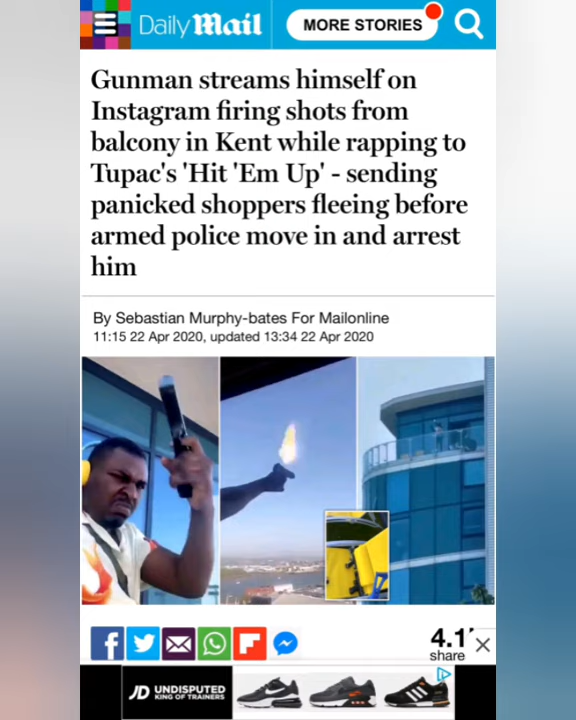 Daily Mail
MORE STORIES
Gunman streams himself on
Instagram firing shots from
balcony in Kent while rapping to
Tupac's 'Hit 'Em Up' - sending
panicked shoppers fleeing before
armed police move in and arrest
him
By Sebastian Murphy-bates For Mailonline
11:15 22 Apr 2020, updated 13:34 22 Apr 2020
4.1
share
JD UNDISPUTED
KING OF TRAINERS